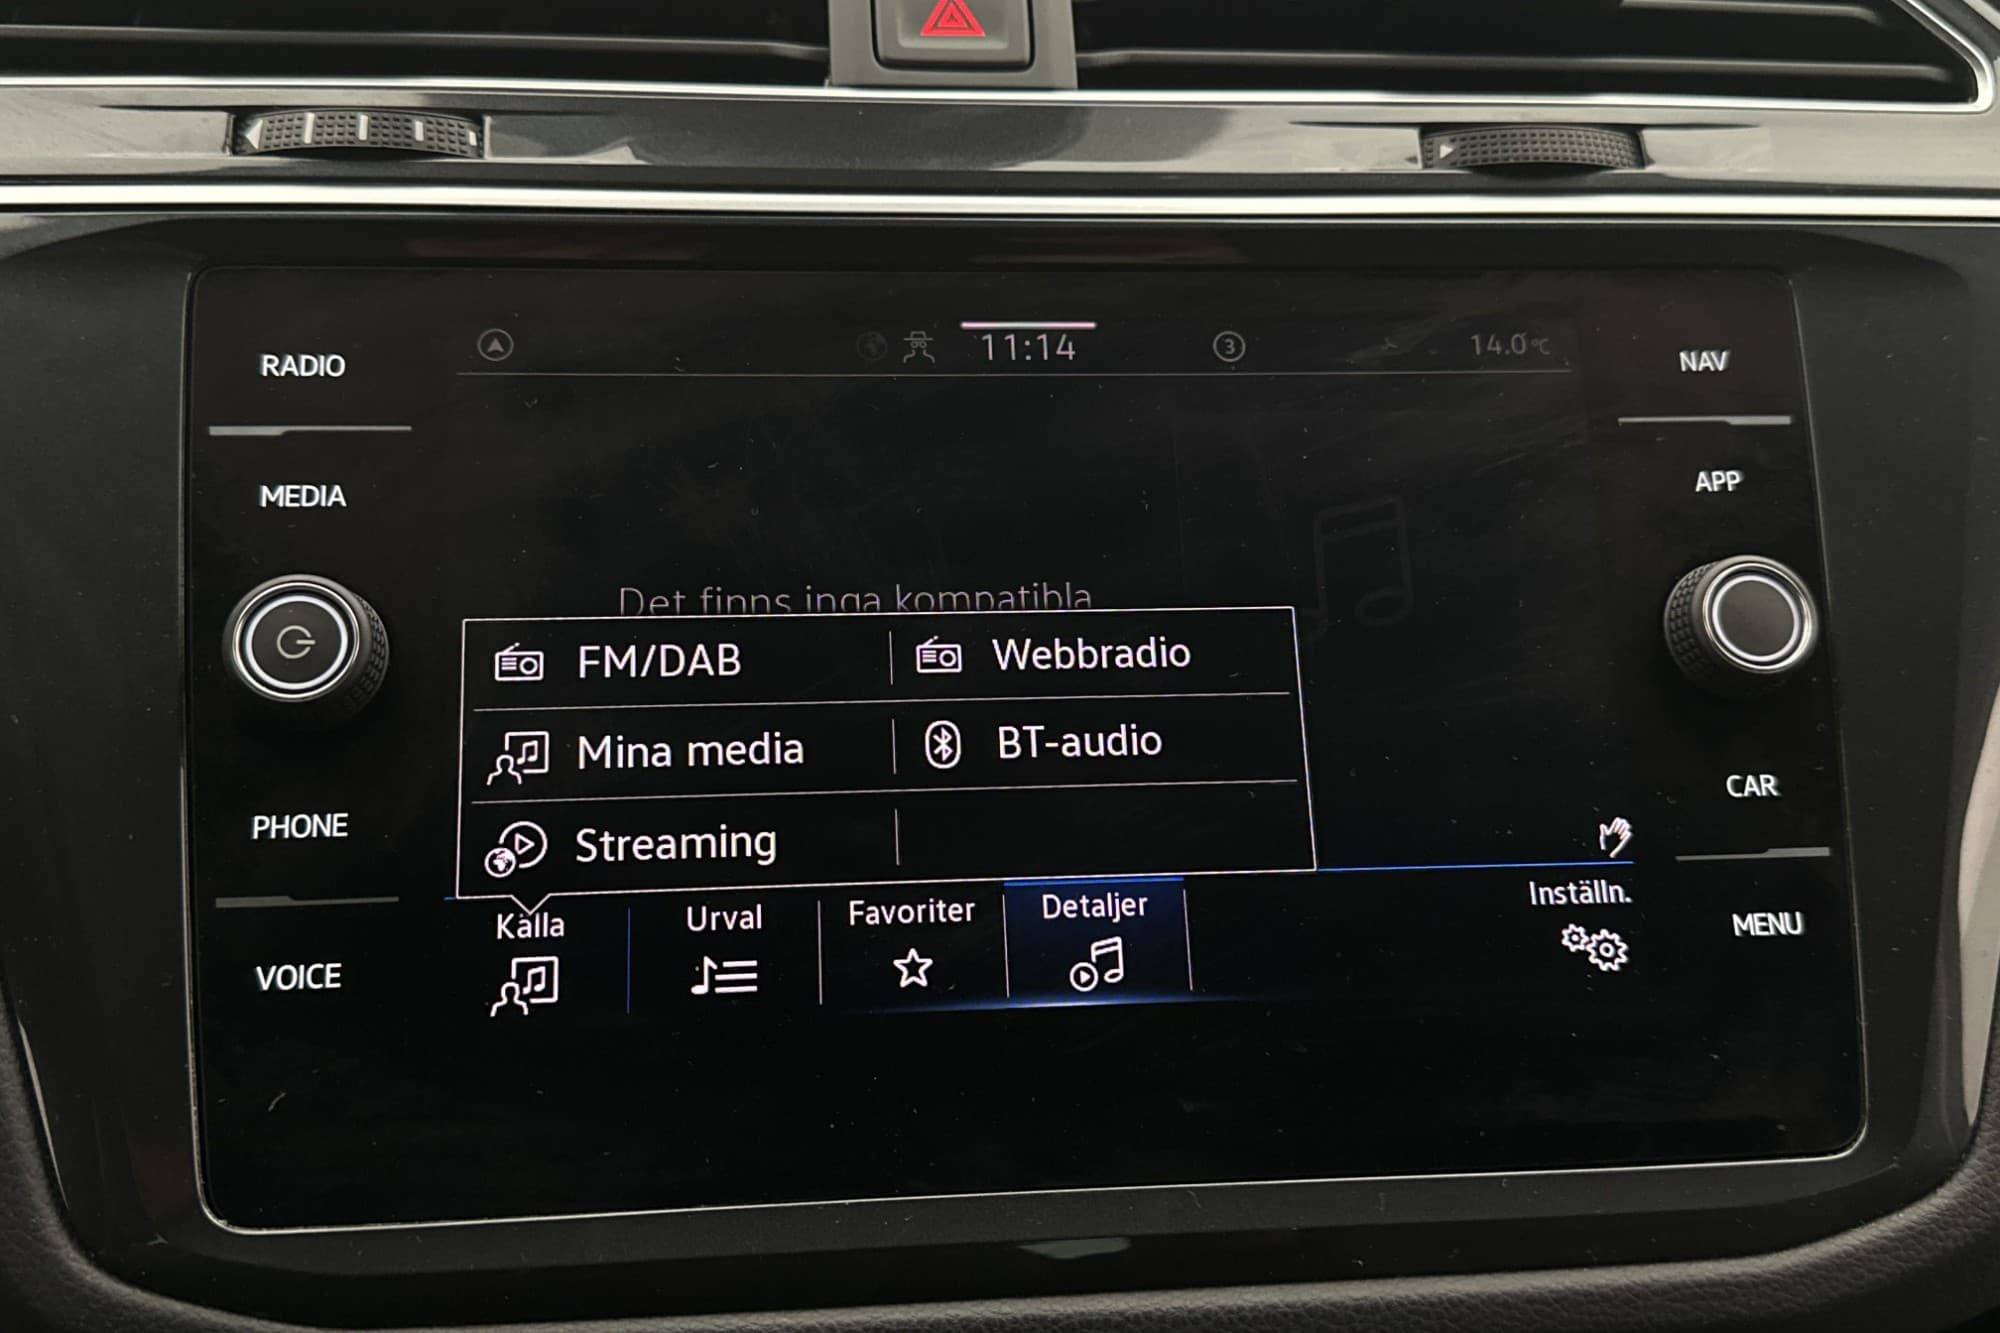 RADIO
MEDIA
PHONE
VOICE
11:14
3
14.0°C
Det finns inga kompatibla
FM/DAB
Webbradio
Mina media
BT-audio
Streaming
Källa
Urval
Favoriter
Detaljer
Inställn.
NAV
APP
CAR
MENU